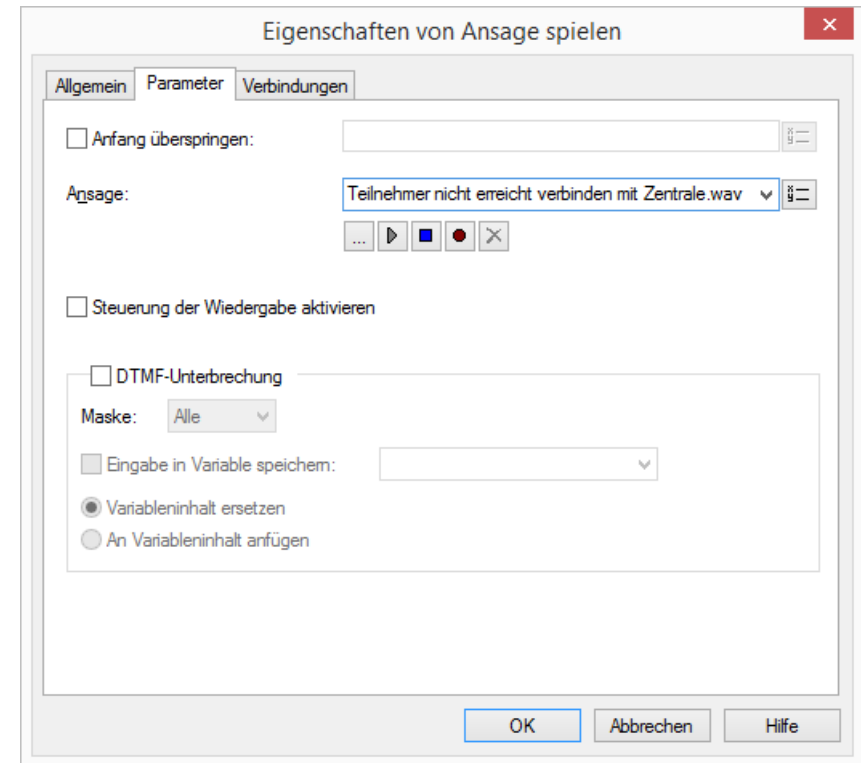 Eigenschaften von Ansage spielen
Allgemein Parameter Verbindungen
Anfang überspringen:
Ansage: Teilnehmer nicht erreicht verbinden mit Zentrale.wav
...
Steuerung der Wiedergabe aktivieren
DTMF-Unterbrechung
Maske: Alle
Eingabe in Variable speichern:
Variableninhalt ersetzen
An Variableninhalt anfügen
OK Abbrechen Hilfe